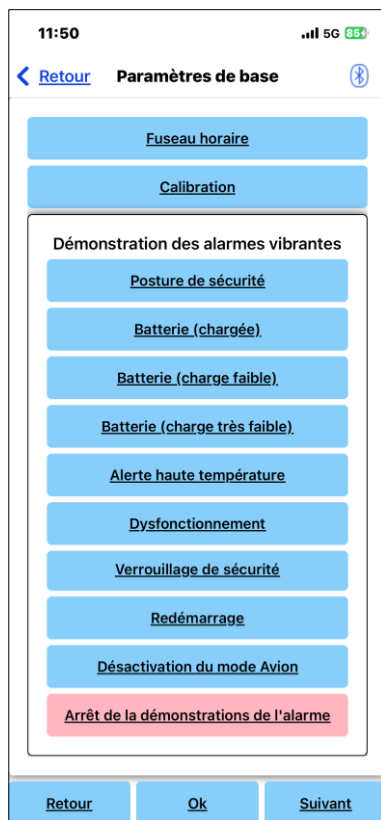 11:50 5G 85
Retour Paramètres de base
Fuseau horaire
Calibration
Démonstration des alarmes vibrantes
Posture de sécurité
Batterie (chargée)
Batterie (charge faible)
Batterie (charge très faible)
Alerte haute température
Dysfonctionnement
Verrouillage de sécurité
Redémarrage
Désactivation du mode Avion
Arrêt de la démonstrations de l'alarme
Retour Ok Suivant